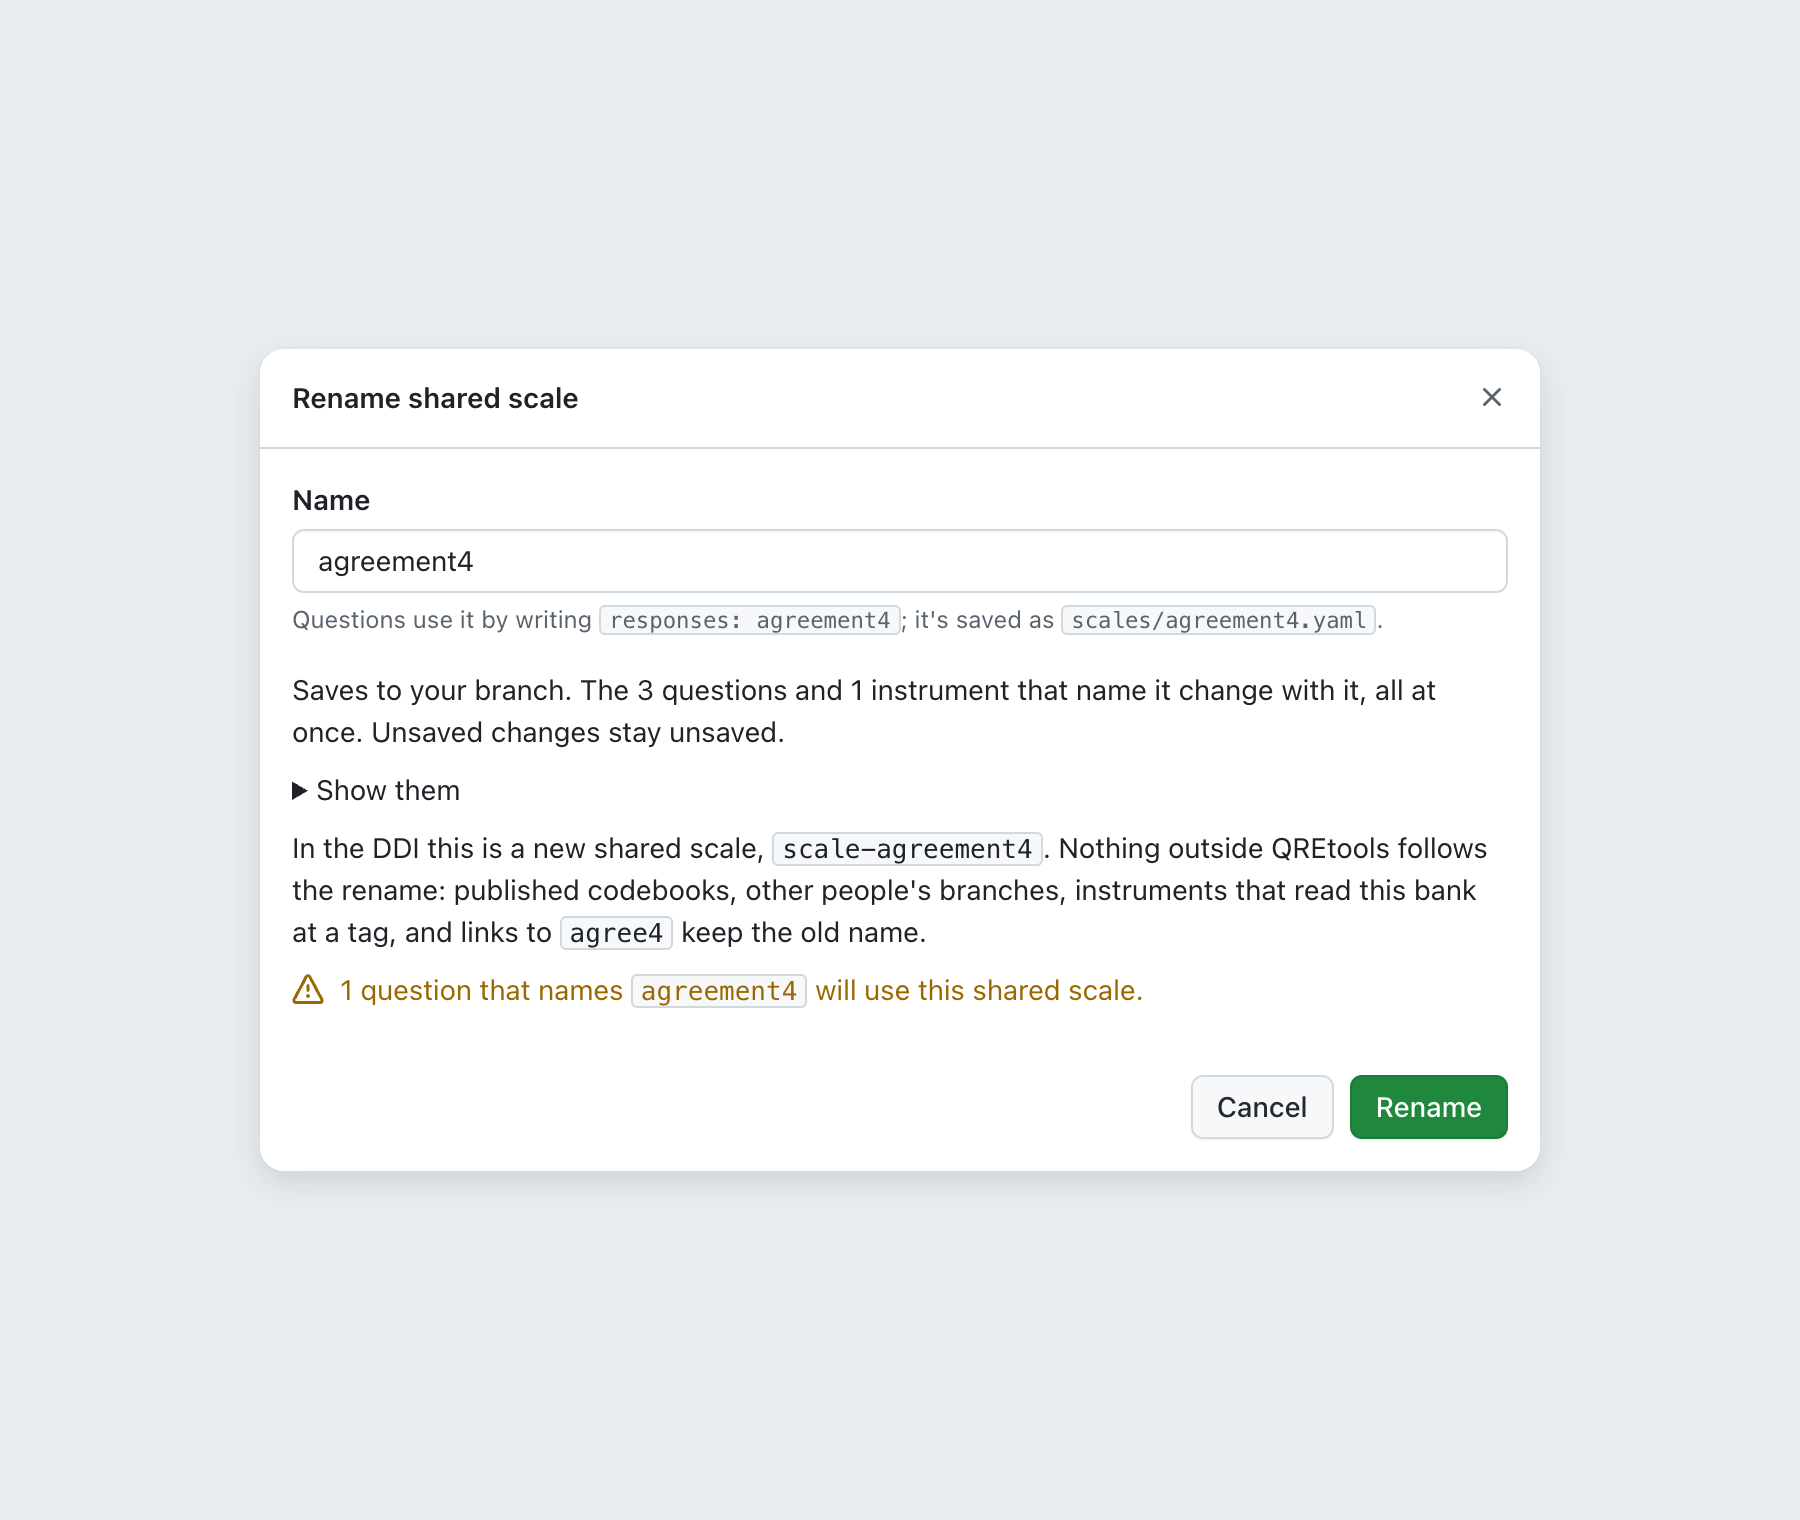 Rename shared scale
Name
agreement4
Questions use it by writing responses: agreement4; it's saved as scales/agreement4.yaml.
Saves to your branch. The 3 questions and 1 instrument that name it change with it, all at
once. Unsaved changes stay unsaved.
Show them
In the DDI this is a new shared scale, scale-agreement4. Nothing outside QREtools follows
the rename: published codebooks, other people's branches, instruments that read this bank
at a tag, and links to agree4 keep the old name.
1 question that names agreement4 will use this shared scale.
Cancel
Rename